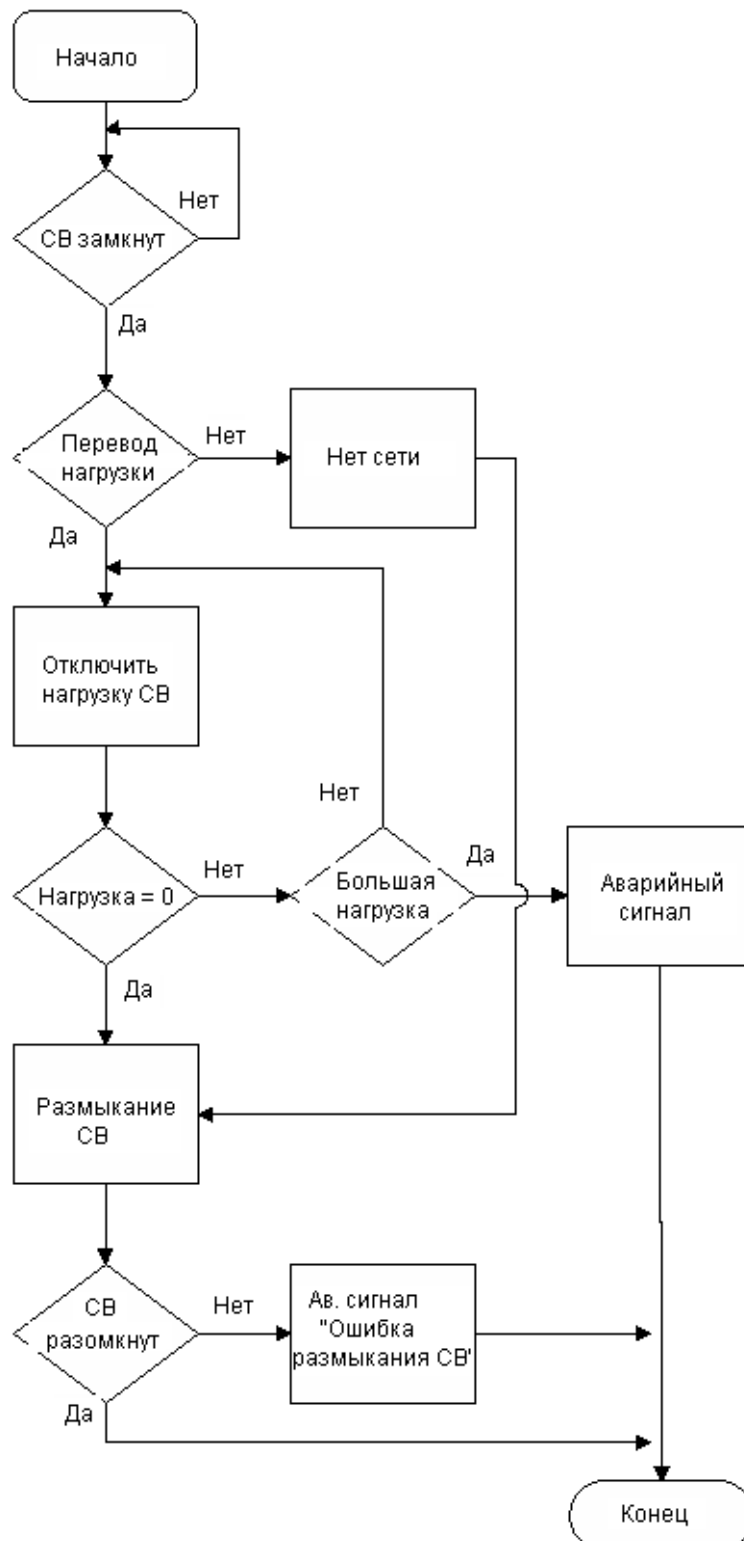 Начало
Нет
СВ замкнут
Да
Перевод
нагрузки
Нет
Нет сети
Да
Отключить
нагрузку СВ
Нет
Нагрузка = 0
Нет
Большая
нагрузка
Да
Аварийный
сигнал
Да
Размыкание
СВ
СВ
разомкнут
Нет
Ав. сигнал
"Ошибка
размыкания СВ"
Да
Конец